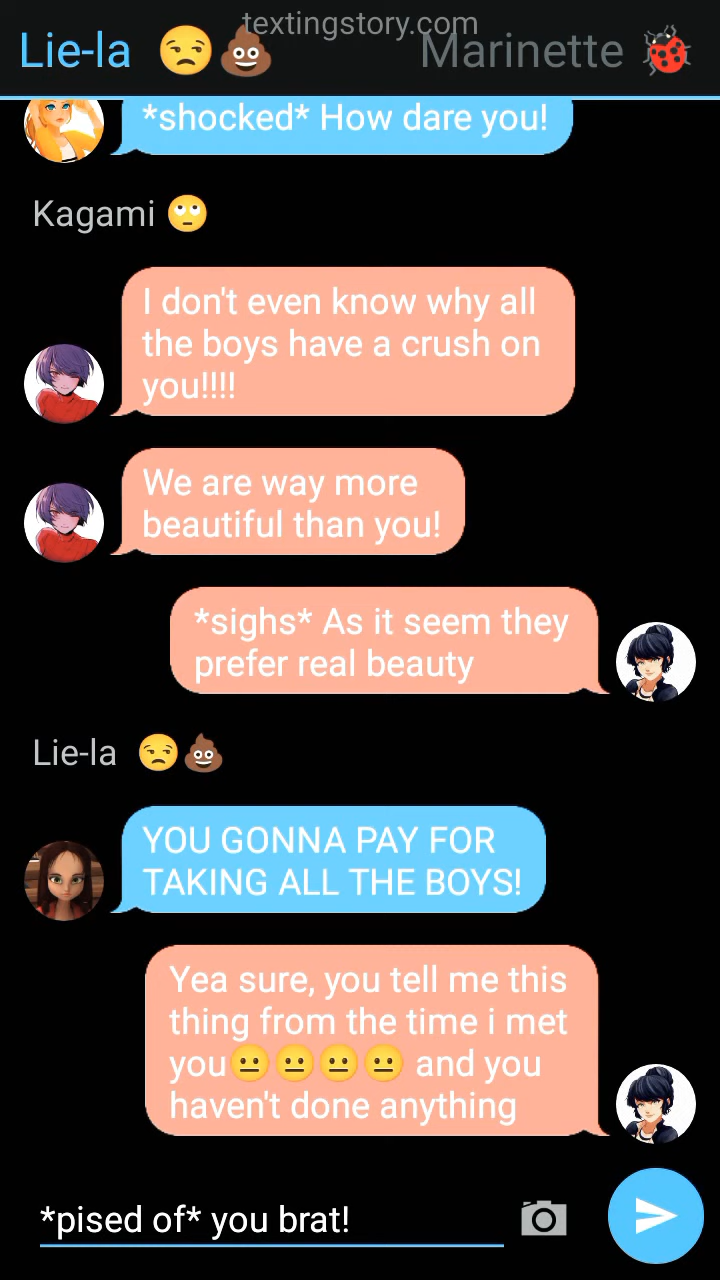 textingstory.com
Lie-la 😒💩 Marinette 🐞
*shocked* How dare you!
Kagami 🙄
I don't even know why all
the boys have a crush on
you!!!!
We are way more
beautiful than you!
*sighs* As it seem they
prefer real beauty
Lie-la 😒💩
YOU GONNA PAY FOR
TAKING ALL THE BOYS!
Yea sure, you tell me this
thing from the time i met
you😐😐😐😐 and you
haven't done anything
*pised of* you brat!